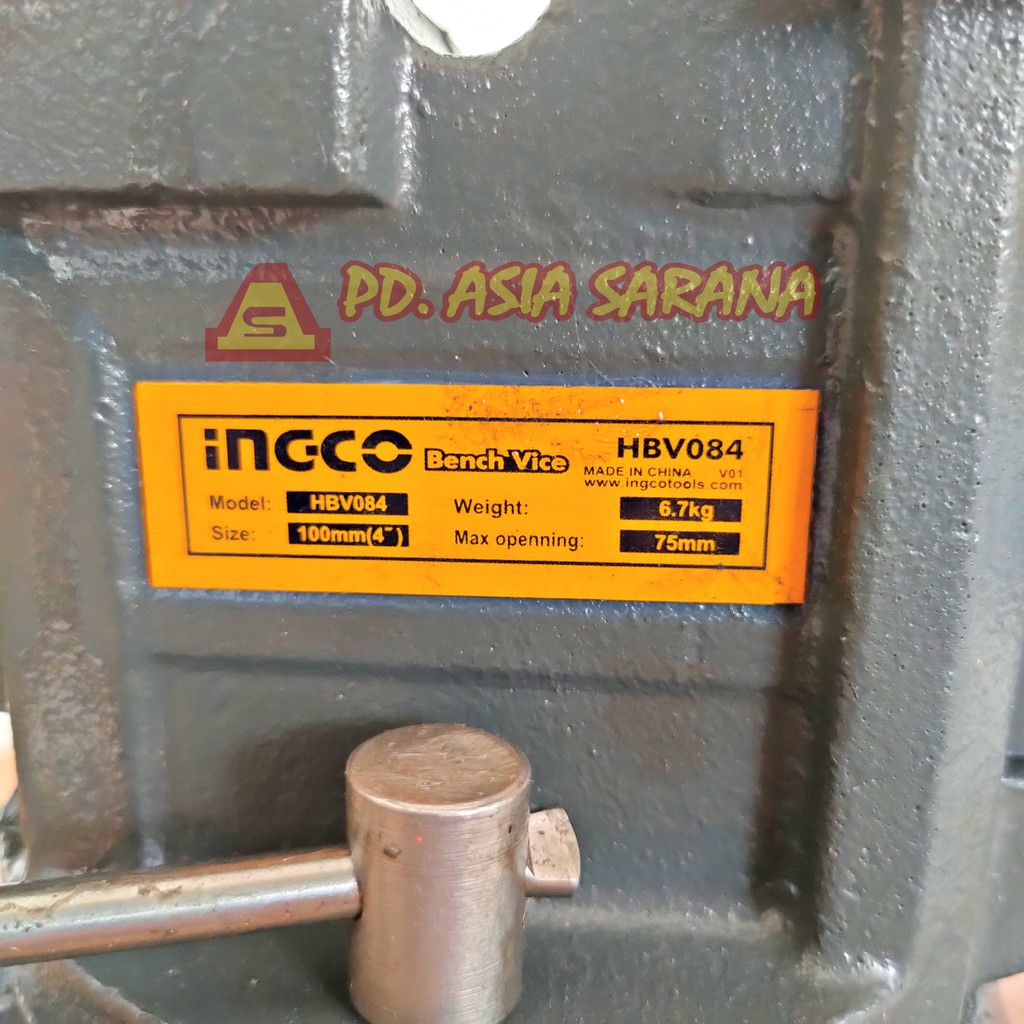 S PD. ASIA SARANA
INGCO Bench Vice HBV084
MADE IN CHINA V01
www.ingcotools.com
Model: HBV084 Weight: 6.7kg
Size: 100mm(4") Max openning: 75mm